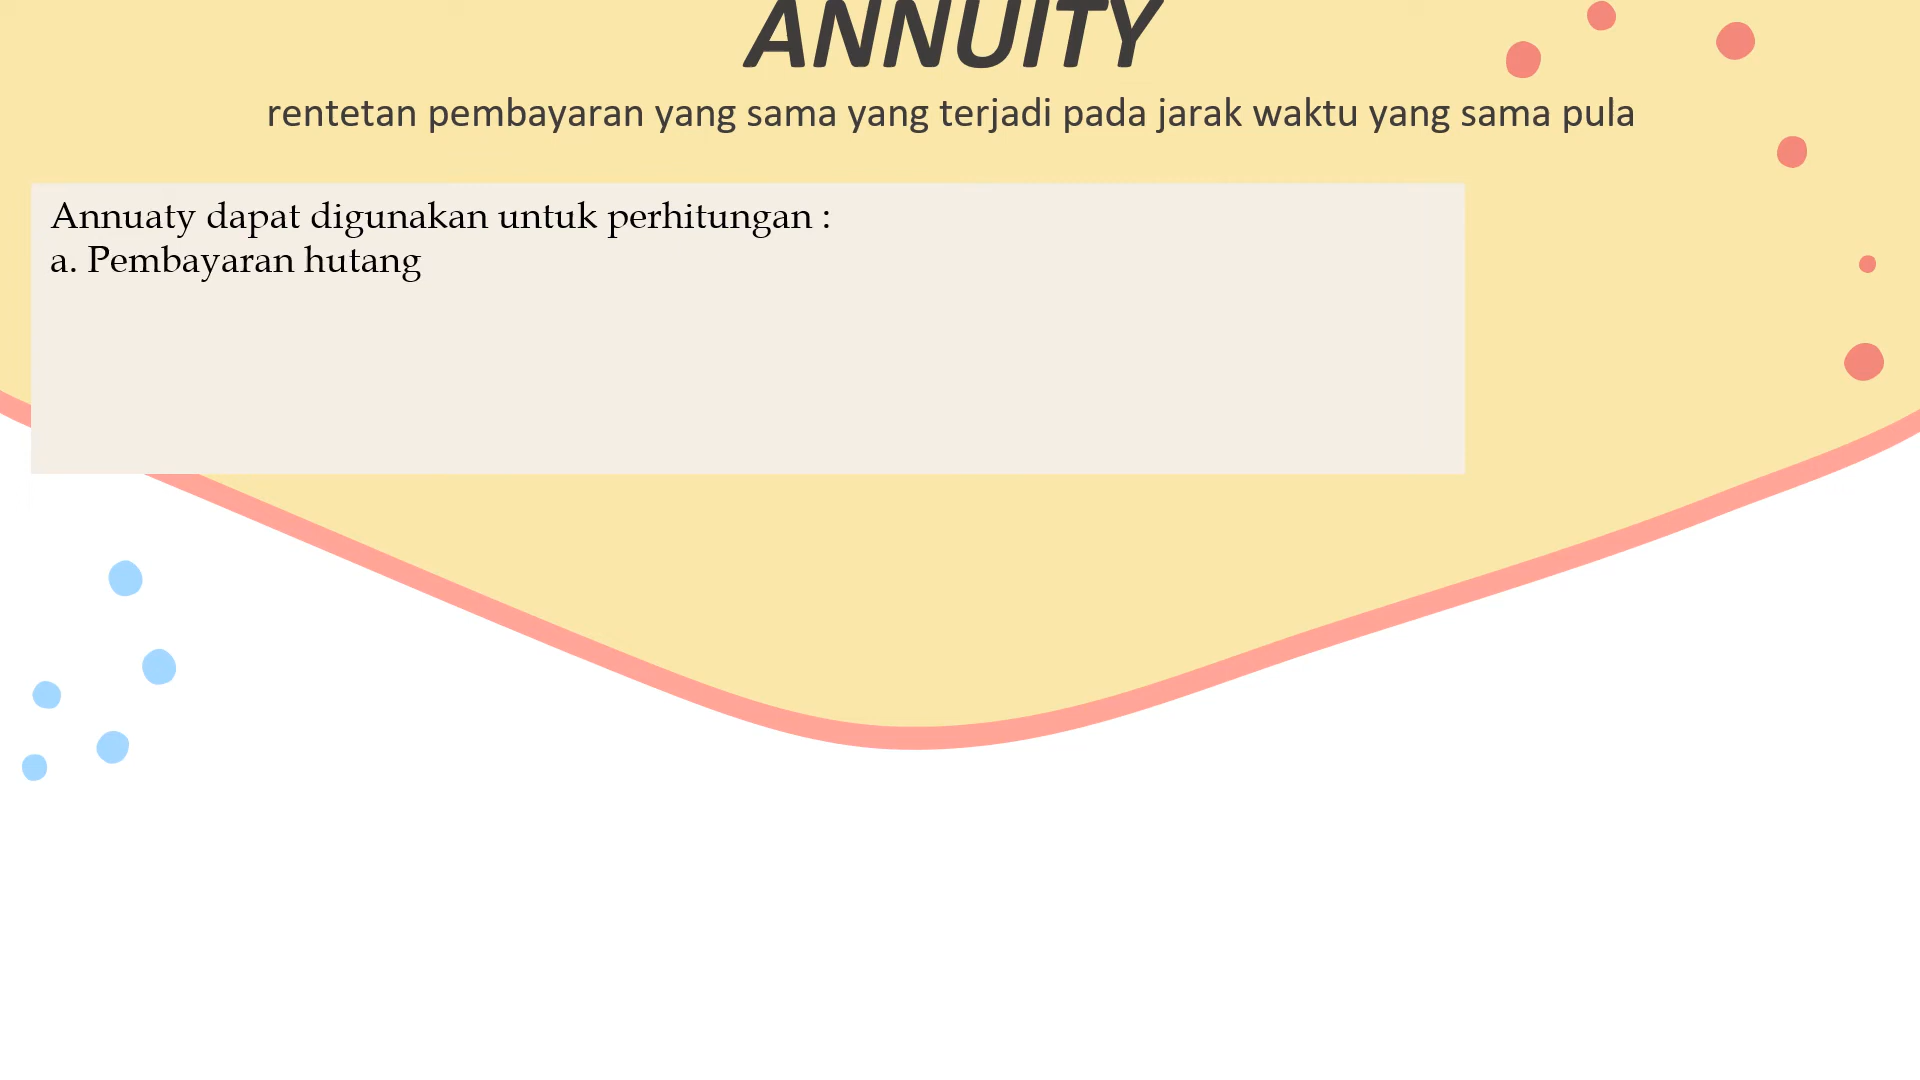 ANNUITY
rentetan pembayaran yang sama yang terjadi pada jarak waktu yang sama pula
Annuaty dapat digunakan untuk perhitungan :
a. Pembayaran hutang